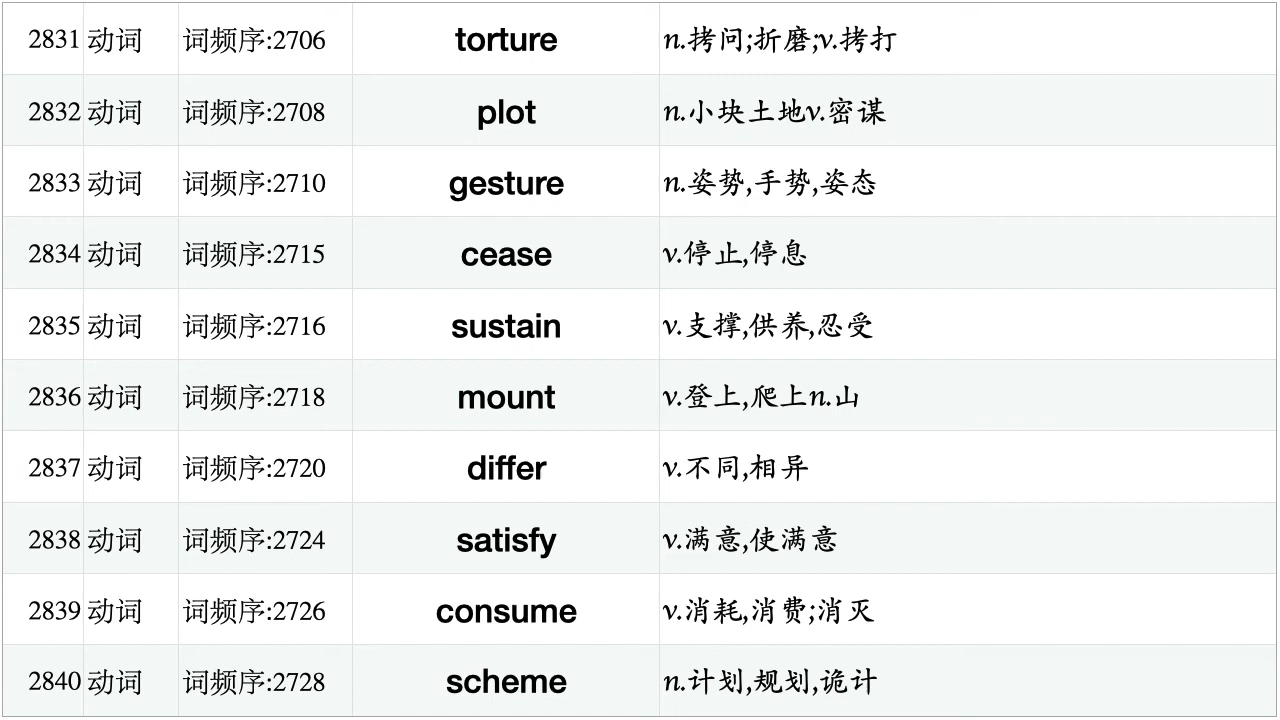 2831 动词 词频序:2706 torture n.拷问;折磨;v.拷打
2832 动词 词频序:2708 plot n.小块土地v.密谋
2833 动词 词频序:2710 gesture n.姿势,手势,姿态
2834 动词 词频序:2715 cease v.停止,停息
2835 动词 词频序:2716 sustain v.支撑,供养,忍受
2836 动词 词频序:2718 mount v.登上,爬上n.山
2837 动词 词频序:2720 differ v.不同,相异
2838 动词 词频序:2724 satisfy v.满意,使满意
2839 动词 词频序:2726 consume v.消耗,消费;消灭
2840 动词 词频序:2728 scheme n.计划,规划,诡计